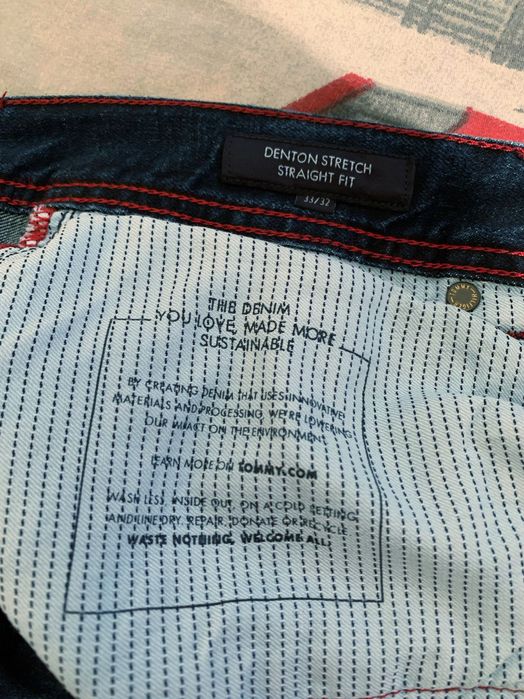 DENTON STRETCH
STRAIGHT FIT
33/32
TOMMY HILFIGER
THE DENIM
YOU LOVE, MADE MORE
SUSTAINABLE
BY CREATING DENIM THAT USES INNOVATIVE
MATERIALS AND PROCESSING, WE'RE LOWERING
OUR IMPACT ON THE ENVIRONMENT
LEARN MORE ON TOMMY.COM
WASH LESS, INSIDE OUT, ON A COLD SETTING
AND LINE DRY. REPAIR, DONATE OR RECYCLE
WASTE NOTHING, WELCOME ALL.